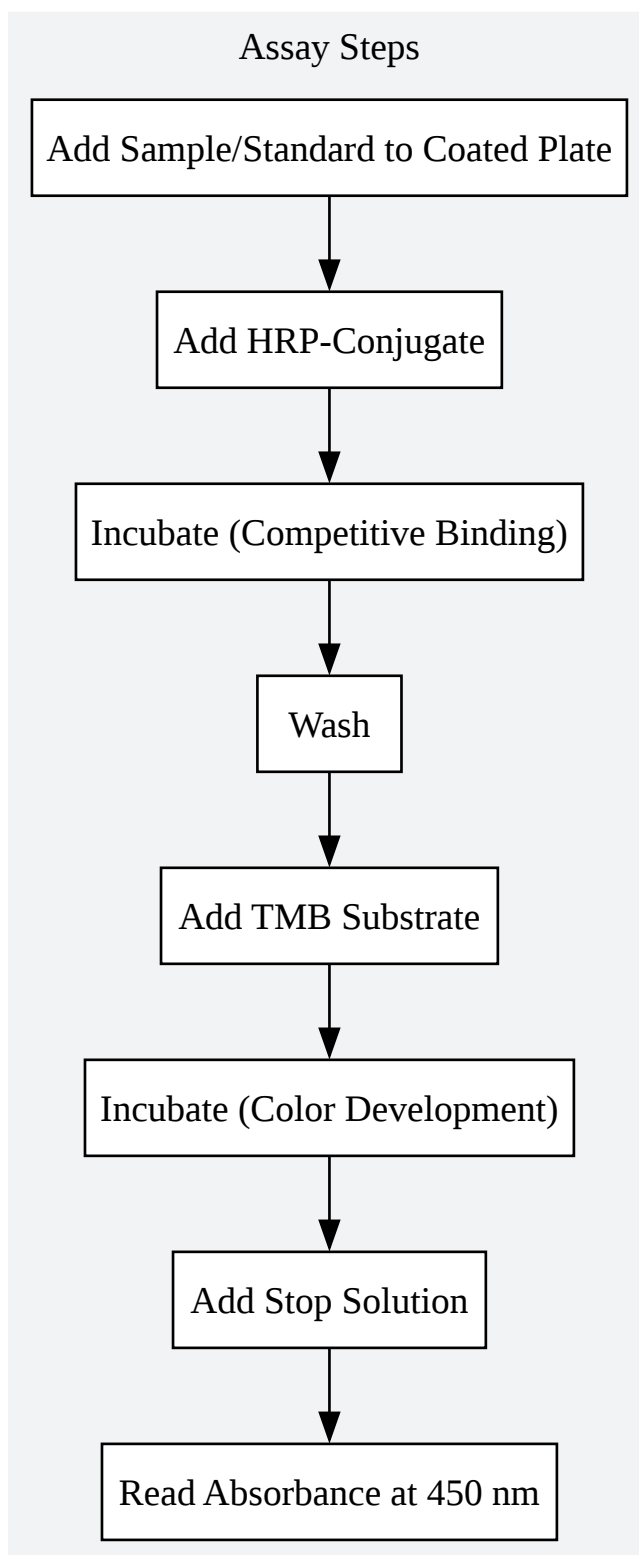 Assay Steps
Add Sample/Standard to Coated Plate
Add HRP-Conjugate
Incubate (Competitive Binding)
Wash
Add TMB Substrate
Incubate (Color Development)
Add Stop Solution
Read Absorbance at 450 nm